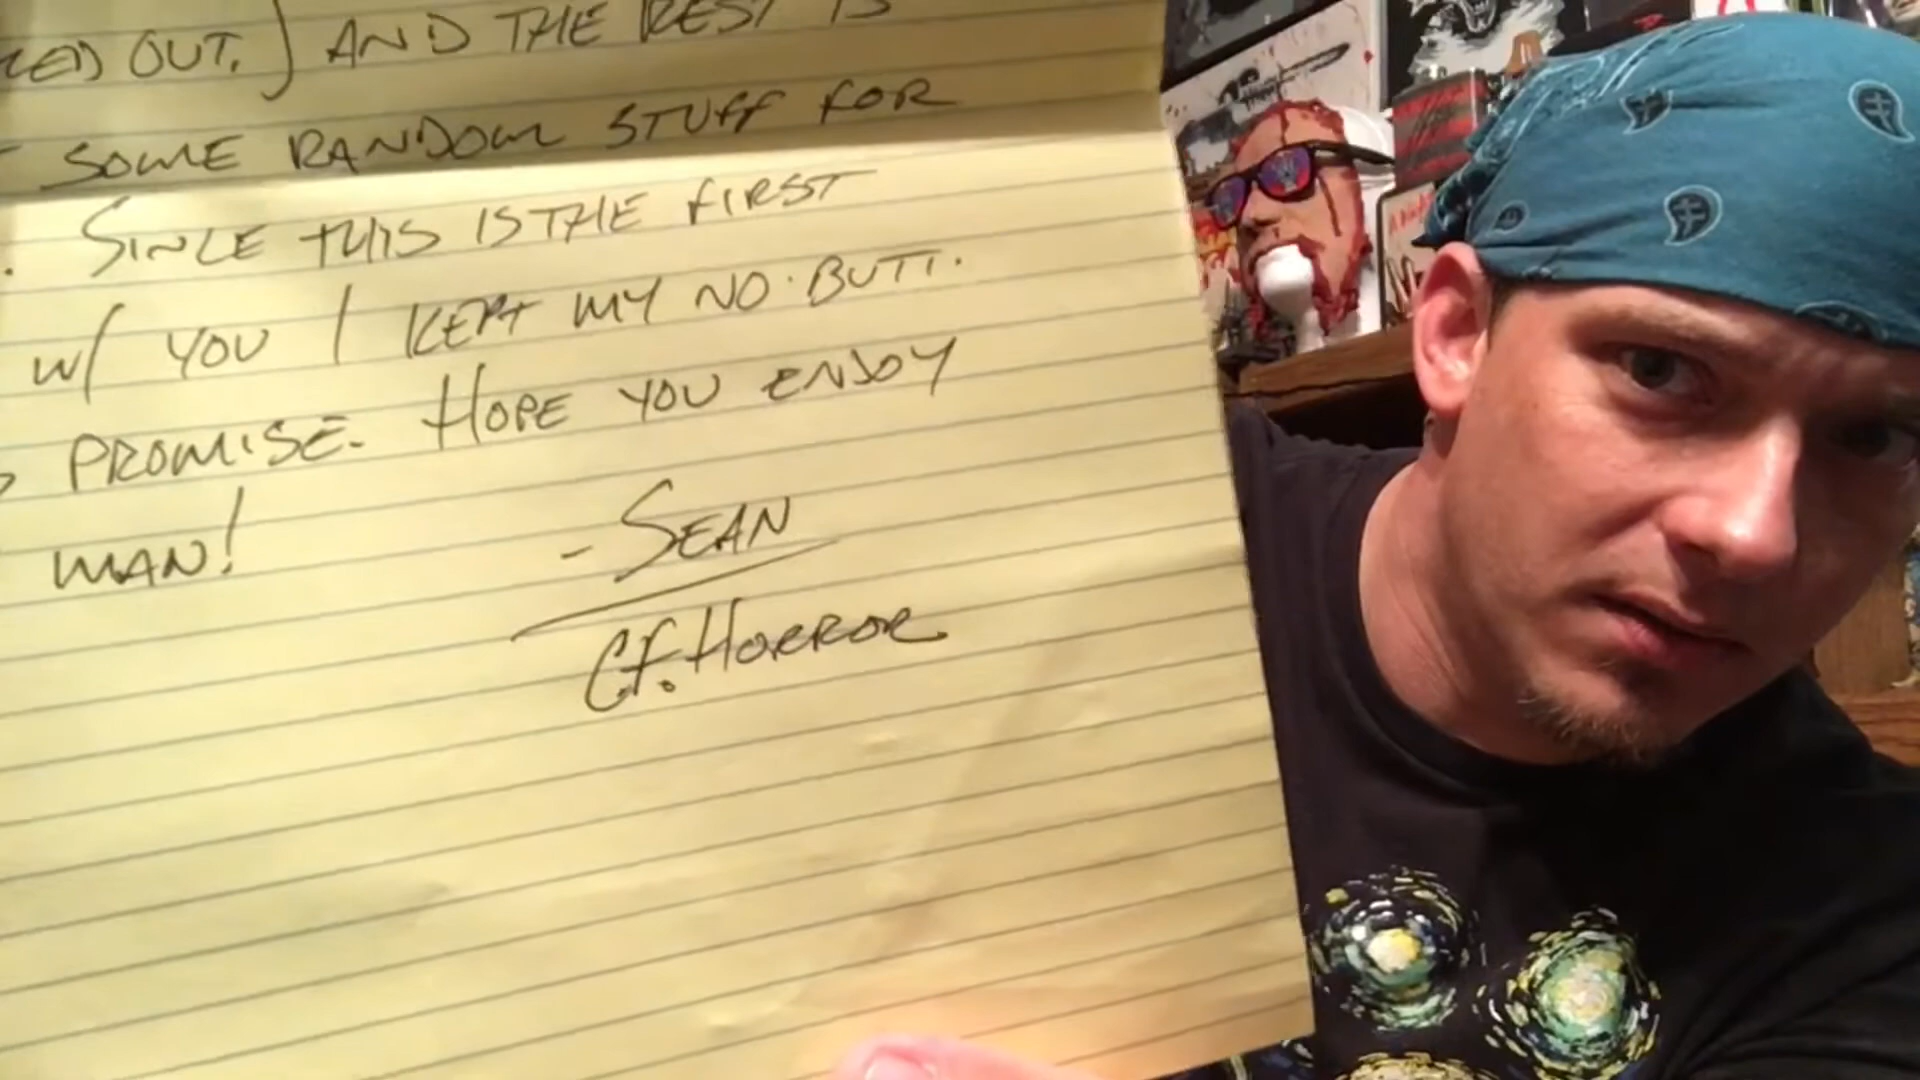 ED OUT.) AND THE REST IS
SOME RANDOM STUFF FOR
. SINCE THIS IS THE FIRST
W/ YOU I KEPT MY NO. BUTT.
PROMISE. HOPE YOU ENJOY
MAN!
- SEAN
C.F. HORROR